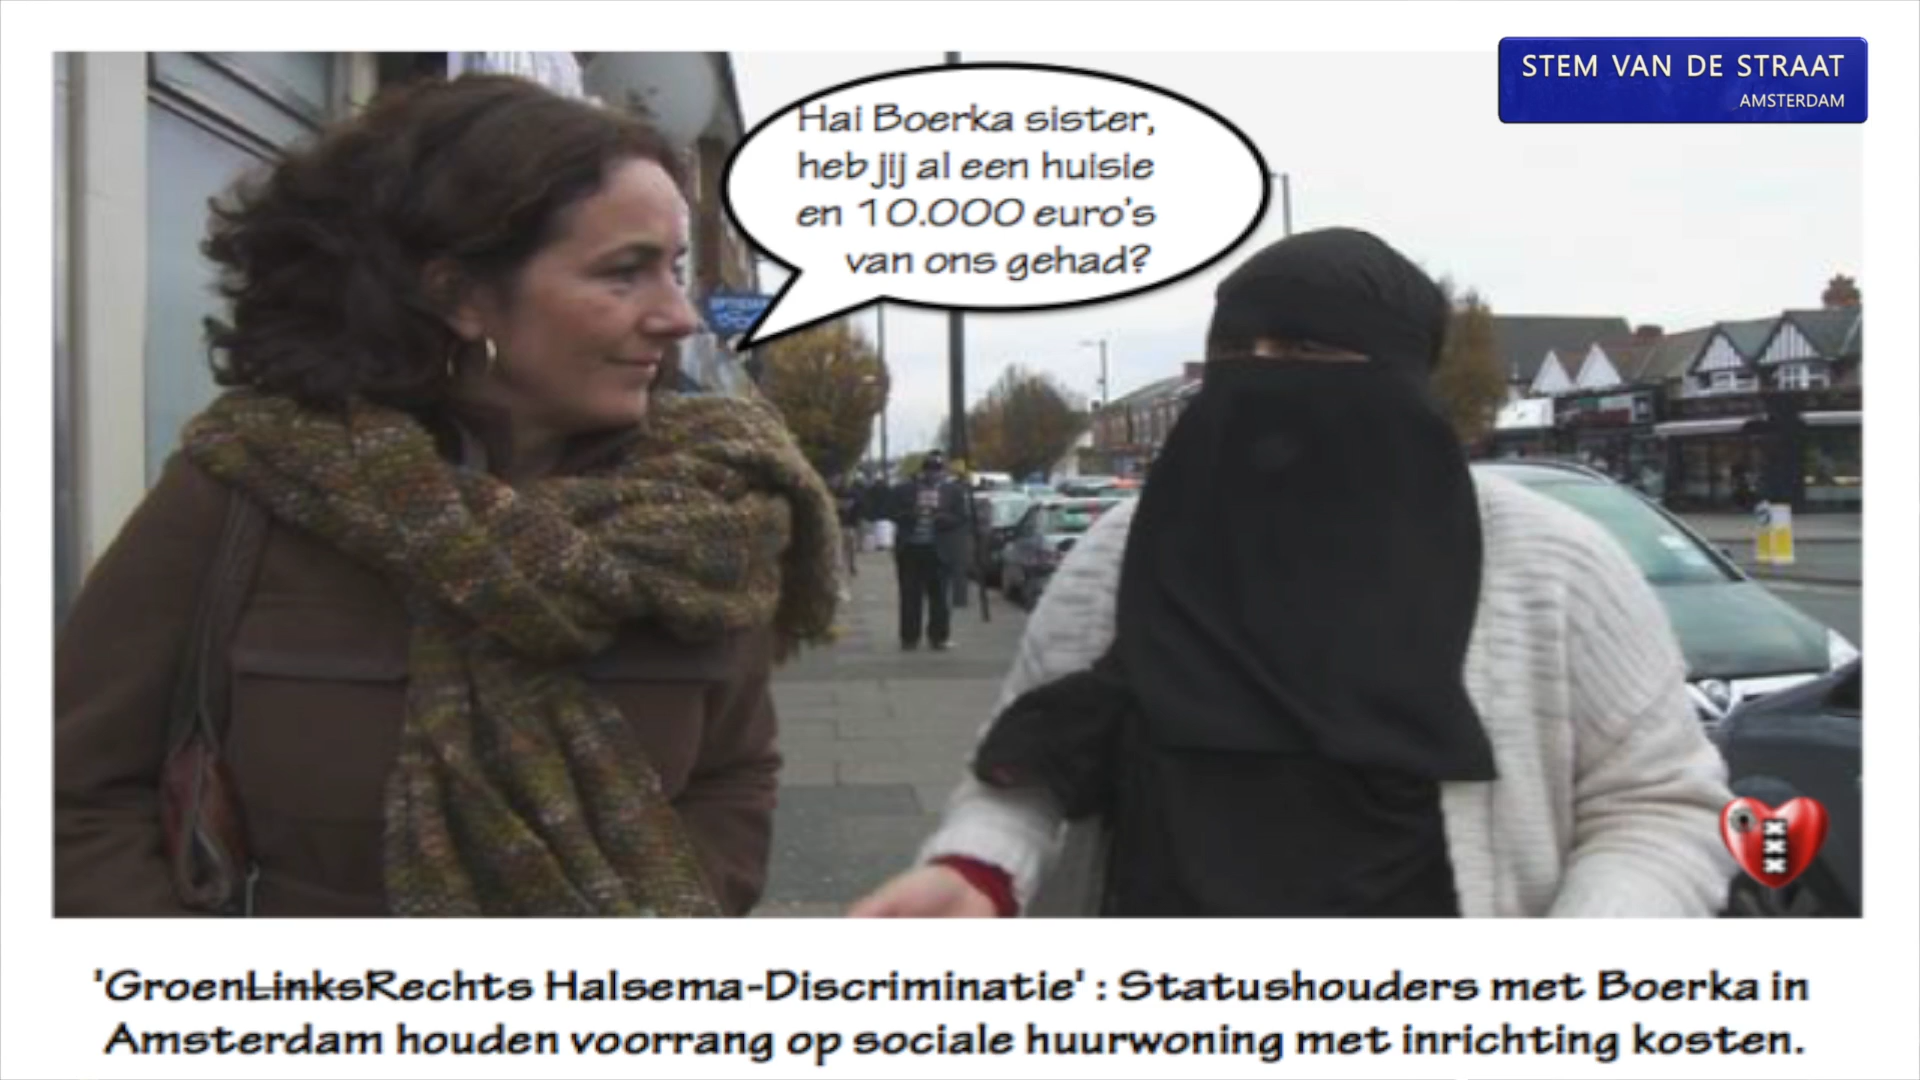 STEM VAN DE STRAAT
AMSTERDAM
Hai Boerka sister,
heb jij al een huisie
en 10.000 euro's
van ons gehad?
XXX
'GroenLinksRechts Halsema-Discriminatie' : Statushouders met Boerka in
Amsterdam houden voorrang op sociale huurwoning met inrichting kosten.